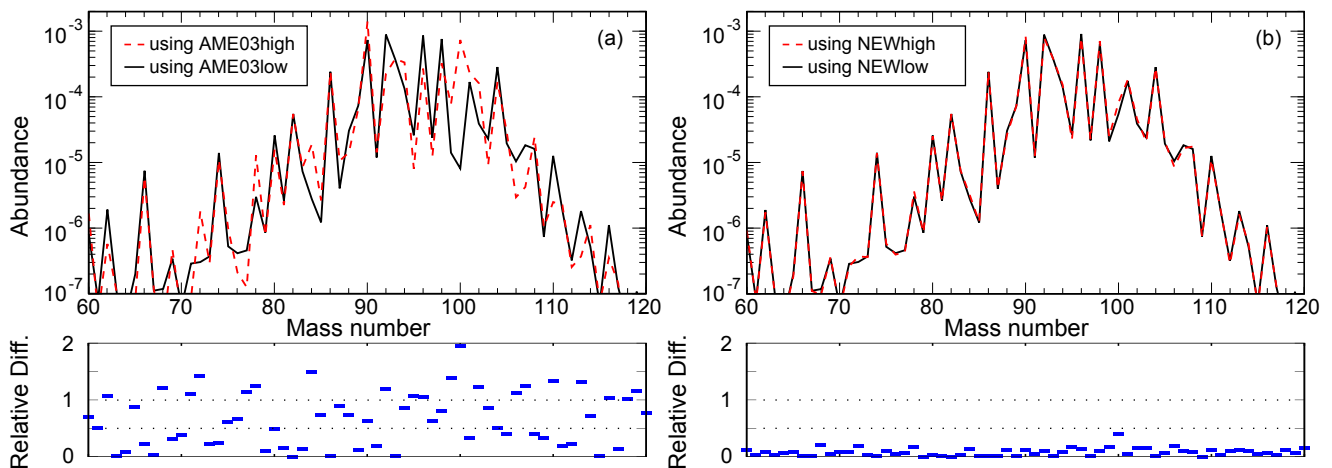 (a)
using AME03high
using AME03low
Abundance
10-3
10-4
10-5
10-6
10-7
60 70 80 90 100 110 120
Mass number
Relative Diff.
2
1
0
(b)
using NEWhigh
using NEWlow
Abundance
10-3
10-4
10-5
10-6
10-7
60 70 80 90 100 110 120
Mass number
Relative Diff.
2
1
0